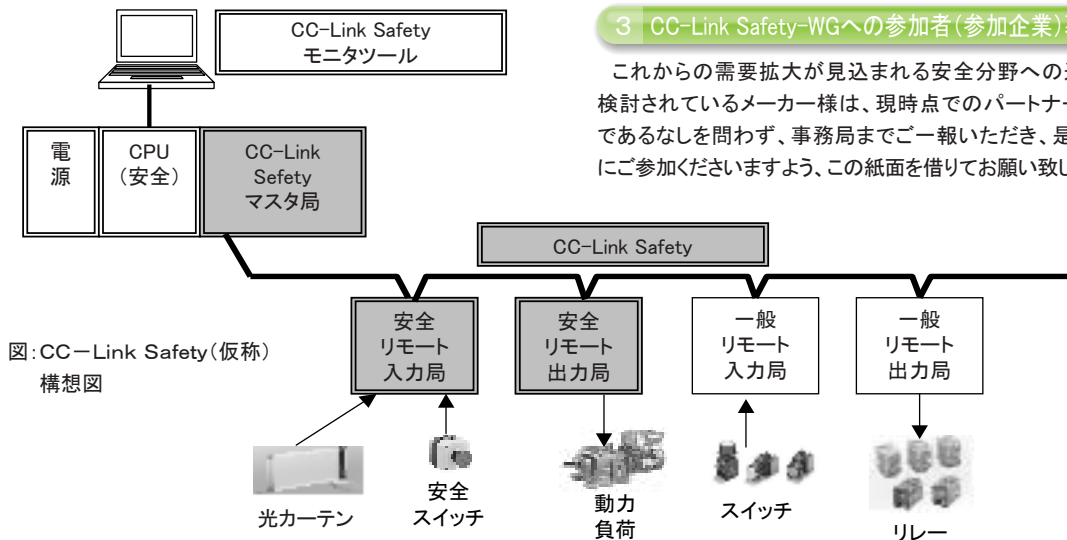 CC-Link Safety
モニタツール
3 CC-Link Safety-WGへの参加者(参加企業)
これからの需要拡大が見込まれる安全分野への
検討されているメーカー様は、現時点でのパートナー
であるなしを問わず、事務局までご一報いただき、是
にご参加くださいますよう、この紙面を借りてお願い致し
電
源
CPU
(安全)
CC-Link
Sefety
マスタ局
CC-Link Safety
安全
リモート
入力局
安全
リモート
出力局
一般
リモート
入力局
一般
リモート
出力局
図:CC-Link Safety(仮称)
構想図
光カーテン
安全
スイッチ
動力
負荷
スイッチ
リレー